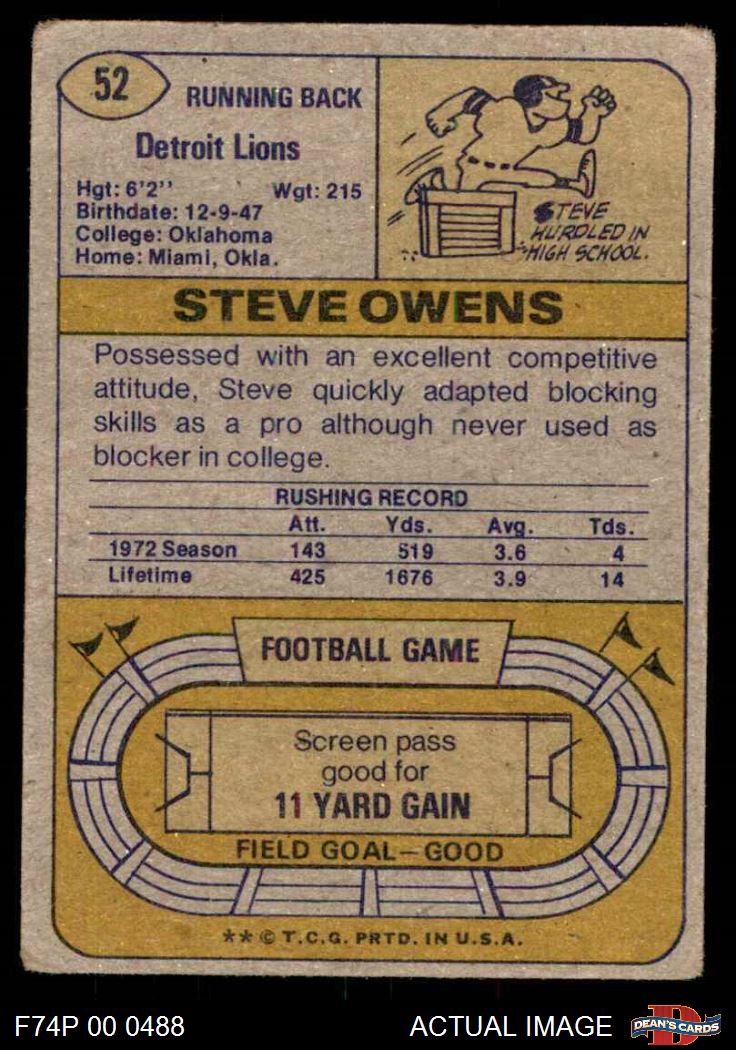 52
RUNNING BACK
Detroit Lions
Hgt: 6'2'' Wgt: 215
Birthdate: 12-9-47
College: Oklahoma
Home: Miami, Okla.
STEVE
HURDLED IN
HIGH SCHOOL.
STEVE OWENS
Possessed with an excellent competitive
attitude, Steve quickly adapted blocking
skills as a pro although never used as
blocker in college.
RUSHING RECORD
Att. Yds. Avg. Tds.
1972 Season 143 519 3.6 4
Lifetime 425 1676 3.9 14
FOOTBALL GAME
Screen pass
good for
11 YARD GAIN
FIELD GOAL—GOOD
** © T.C.G. PRTD. IN U.S.A.
F74P 00 0488 ACTUAL IMAGE D DEAN'S CARDS